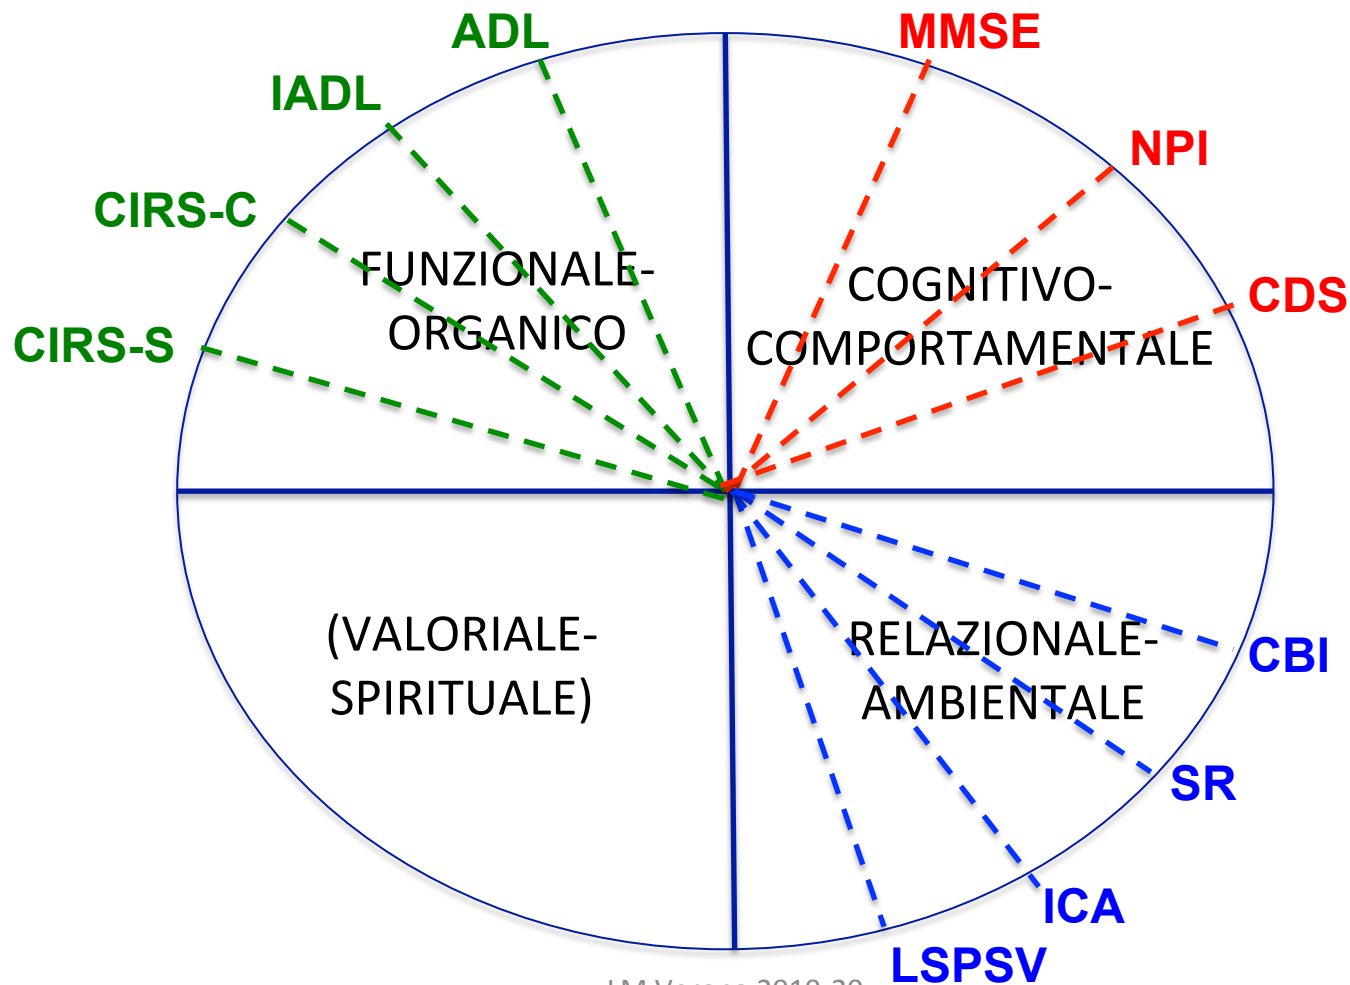 ADL
MMSE
IADL
NPI
CIRS-C
FUNZIONALE-
ORGANICO
COGNITIVO-
COMPORTAMENTALE
CDS
CIRS-S
(VALORIALE-
SPIRITUALE)
RELAZIONALE-
AMBIENTALE
CBI
SR
ICA
LSPSV